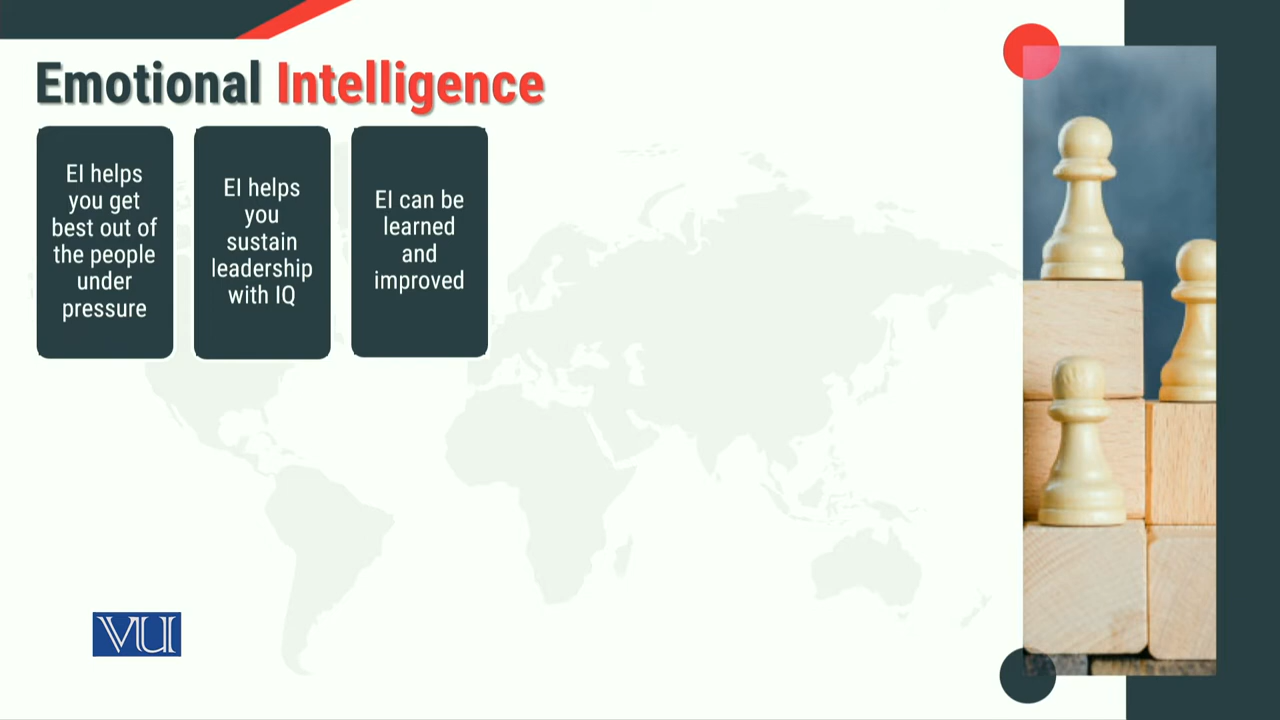 Emotional Intelligence
EI helps
you get
best out of
the people
under
pressure
EI helps
you
sustain
leadership
with IQ
EI can be
learned
and
improved
VU